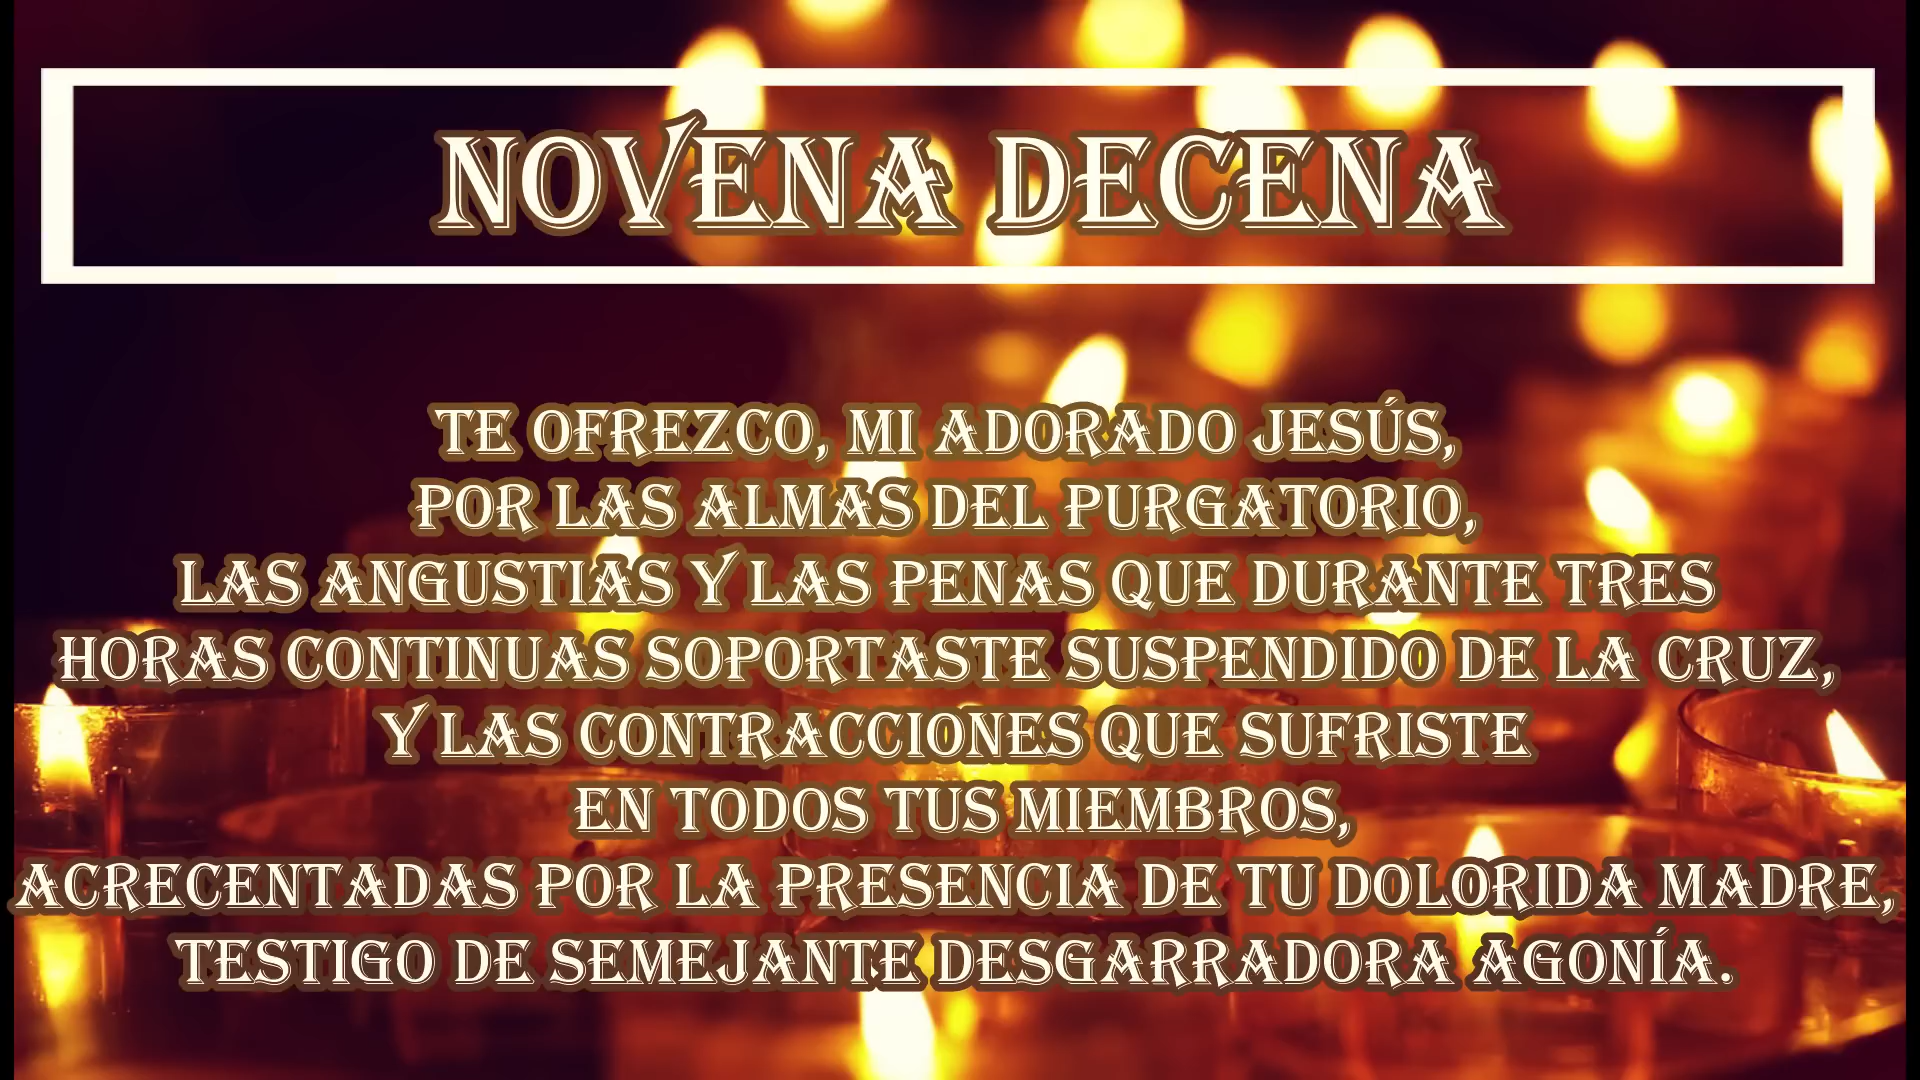 NOVENA DECENA
TE OFREZCO, MI ADORADO JESÚS,
POR LAS ALMAS DEL PURGATORIO,
LAS ANGUSTIAS Y LAS PENAS QUE DURANTE TRES
HORAS CONTINUAS SOPORTASTE SUSPENDIDO DE LA CRUZ,
Y LAS CONTRACCIONES QUE SUFRISTE
EN TODOS TUS MIEMBROS,
ACRECENTADAS POR LA PRESENCIA DE TU DOLORIDA MADRE,
TESTIGO DE SEMEJANTE DESGARRADORA AGONÍA.